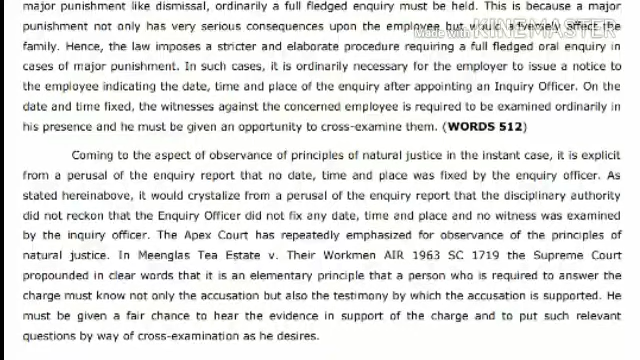 major punishment like dismissal, ordinarily a full fledged enquiry must be held. This is because a major
punishment not only has very serious consequences upon the employee but would adversely affect the
family. Hence, the law imposes a stricter and elaborate procedure requiring a full fledged oral enquiry in
cases of major punishment. In such cases, it is ordinarily necessary for the employer to issue a notice to
the employee indicating the date, time and place of the enquiry after appointing an Inquiry Officer. On the
date and time fixed, the witnesses against the concerned employee is required to be examined ordinarily in
his presence and he must be given an opportunity to cross-examine them. (WORDS 512)
Coming to the aspect of observance of principles of natural justice in the instant case, it is explicit
from a perusal of the enquiry report that no date, time and place was fixed by the enquiry officer. As
stated hereinabove, it would crystalize from a perusal of the enquiry report that the disciplinary authority
did not reckon that the Enquiry Officer did not fix any date, time and place and no witness was examined
by the inquiry officer. The Apex Court has repeatedly emphasized for observance of the principles of
natural justice. In Meenglas Tea Estate v. Their Workmen AIR 1963 SC 1719 the Supreme Court
propounded in clear words that it is an elementary principle that a person who is required to answer the
charge must know not only the accusation but also the testimony by which the accusation is supported. He
must be given a fair chance to hear the evidence in support of the charge and to put such relevant
questions by way of cross-examination as he desires.
Made with KINEMASTER